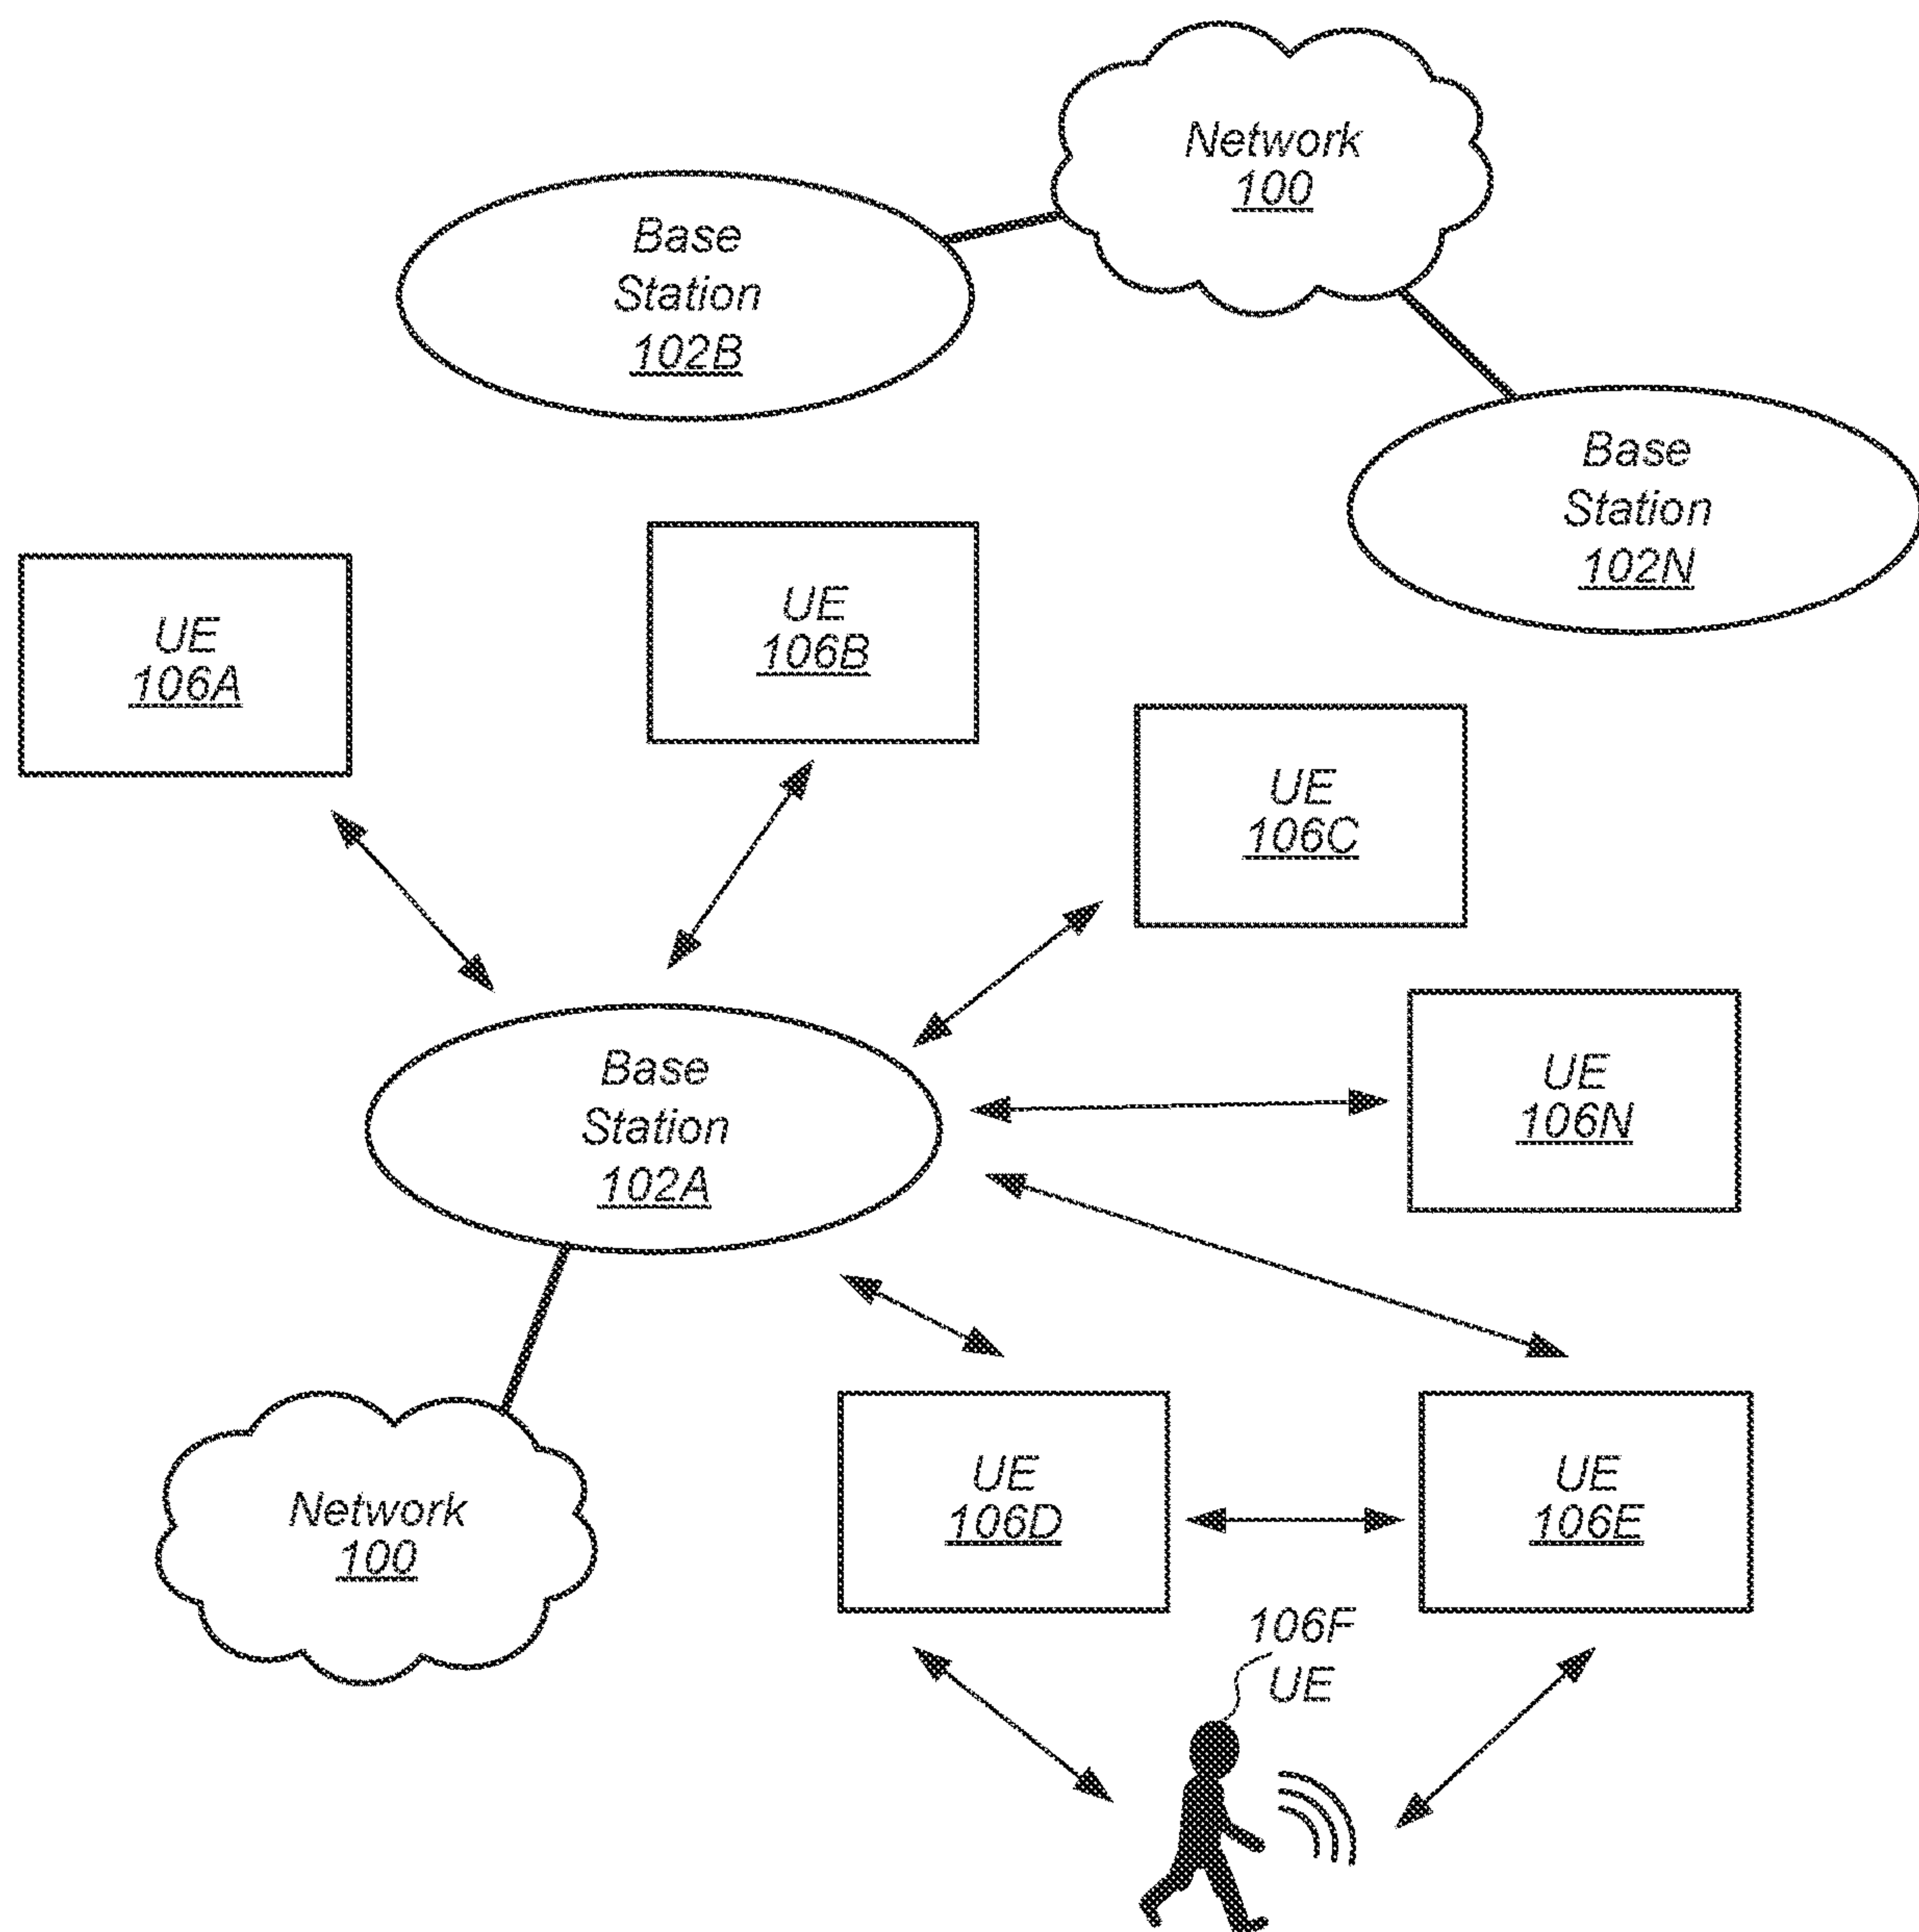 Network
100
Base
Station
102B
Base
Station
102N
UE
106A
UE
106B
UE
106C
Base
Station
102A
UE
106N
Network
100
UE
106D
UE
106E
106F
UE